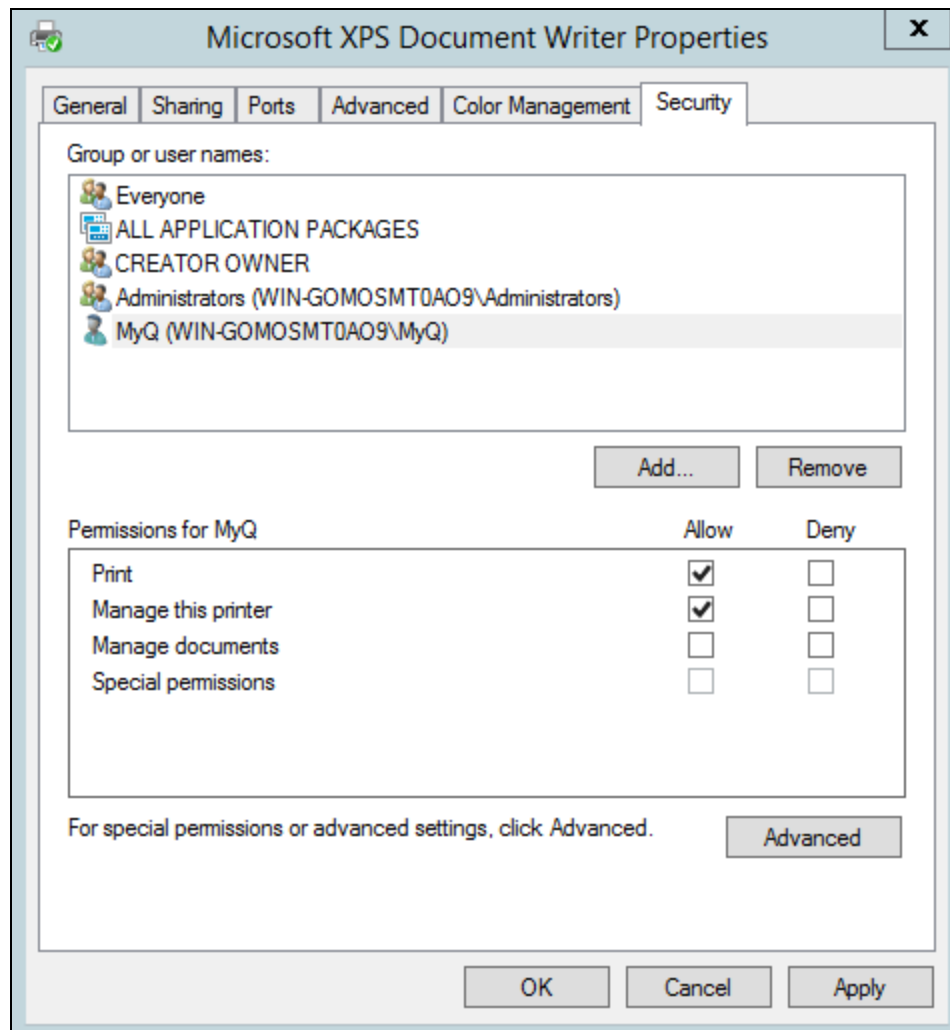 Microsoft XPS Document Writer Properties x
General Sharing Ports Advanced Color Management Security
Group or user names:
Everyone
ALL APPLICATION PACKAGES
CREATOR OWNER
Administrators (WIN-GOMOSMT0AO9\Administrators)
MyQ (WIN-GOMOSMT0AO9\MyQ)
Add... Remove
Permissions for MyQ Allow Deny
Print
Manage this printer
Manage documents
Special permissions
For special permissions or advanced settings, click Advanced. Advanced
OK Cancel Apply